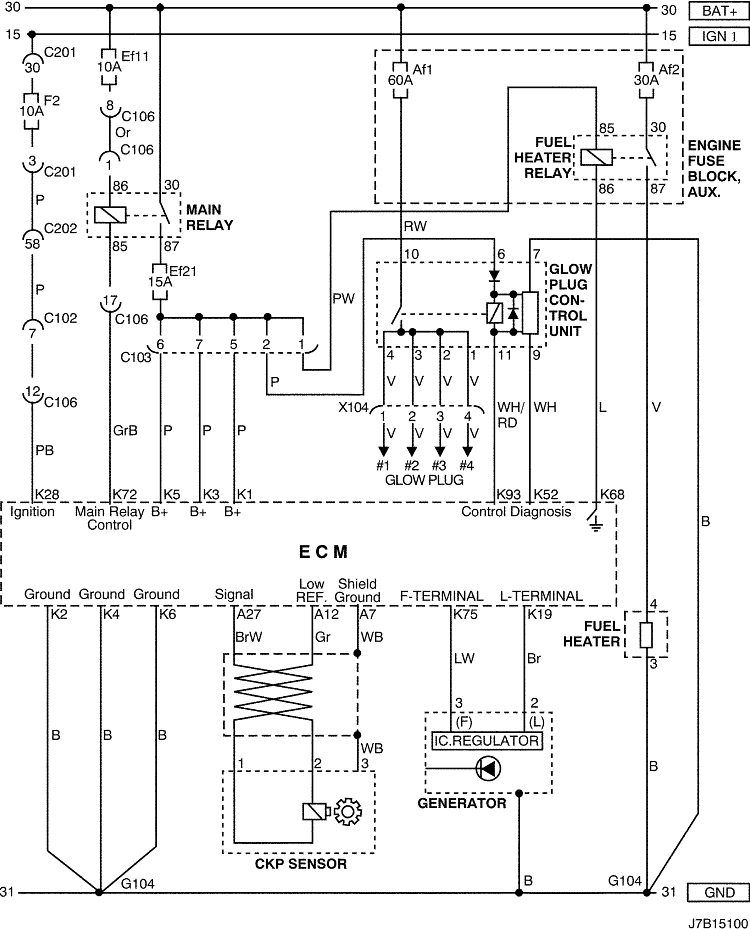 30 30 BAT+
15 15 IGN 1
C201 Ef11 Af1 Af2
30 10A 60A 30A
F2
10A 8 C106
Or
C106
3 C201 1
85 30
FUEL HEATER RELAY
ENGINE FUSE BLOCK, AUX.
86 87
P 86 30
MAIN RELAY
C202
58 85 87
RW
10 6 7
GLOW PLUG CON- TROL UNIT
Ef21
15A
P 17 PW
C102 C106
7 C103 6 7 5 2 1
4 3 2 1 11 9
P V V V V
12 C106
X104 1 2 3 4
WH/RD WH L V
PB GrB P P P V V V V
#1 #2 #3 #4
GLOW PLUG
K28 K72 K5 K3 K1 K93 K52 K68
Ignition Main Relay Control B+ B+ B+ Control Diagnosis
B
ECM
Ground Ground Ground Signal Low REF. Shield Ground F-TERMINAL L-TERMINAL
K2 K4 K6 A27 A12 A7 K75 K19
4
FUEL HEATER
3
BrW Gr WB LW Br
3 2
(F) (L)
B B B WB
IC.REGULATOR
B
1 2 3
GENERATOR
CKP SENSOR
G104 B G104
31 31 GND
J7B15100